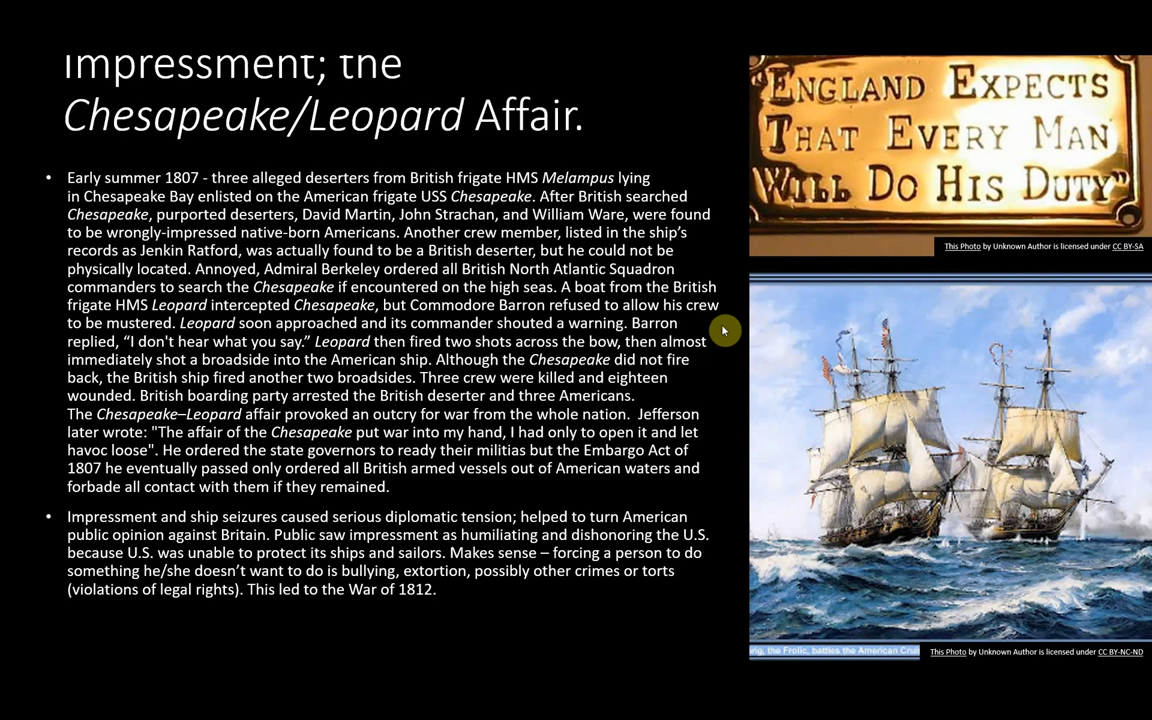 Impressment; the
Chesapeake/Leopard Affair.
• Early summer 1807 - three alleged deserters from British frigate HMS Melampus lying
in Chesapeake Bay enlisted on the American frigate USS Chesapeake. After British searched
Chesapeake, purported deserters, David Martin, John Strachan, and William Ware, were found
to be wrongly-impressed native-born Americans. Another crew member, listed in the ship's
records as Jenkin Ratford, was actually found to be a British deserter, but he could not be
physically located. Annoyed, Admiral Berkeley ordered all British North Atlantic Squadron
commanders to search the Chesapeake if encountered on the high seas. A boat from the British
frigate HMS Leopard intercepted Chesapeake, but Commodore Barron refused to allow his crew
to be mustered. Leopard soon approached and its commander shouted a warning. Barron
replied, “I don't hear what you say.” Leopard then fired two shots across the bow, then almost
immediately shot a broadside into the American ship. Although the Chesapeake did not fire
back, the British ship fired another two broadsides. Three crew were killed and eighteen
wounded. British boarding party arrested the British deserter and three Americans.
The Chesapeake–Leopard affair provoked an outcry for war from the whole nation. Jefferson
later wrote: "The affair of the Chesapeake put war into my hand, I had only to open it and let
havoc loose". He ordered the state governors to ready their militias but the Embargo Act of
1807 he eventually passed only ordered all British armed vessels out of American waters and
forbade all contact with them if they remained.
• Impressment and ship seizures caused serious diplomatic tension; helped to turn American
public opinion against Britain. Public saw impressment as humiliating and dishonoring the U.S.
because U.S. was unable to protect its ships and sailors. Makes sense – forcing a person to do
something he/she doesn’t want to do is bullying, extortion, possibly other crimes or torts
(violations of legal rights). This led to the War of 1812.
"ENGLAND EXPECTS
THAT EVERY MAN
WILL DO HIS DUTY"
This Photo by Unknown Author is licensed under CC BY-SA
the Frolic, battles the American
This Photo by Unknown Author is licensed under CC BY-NC-ND